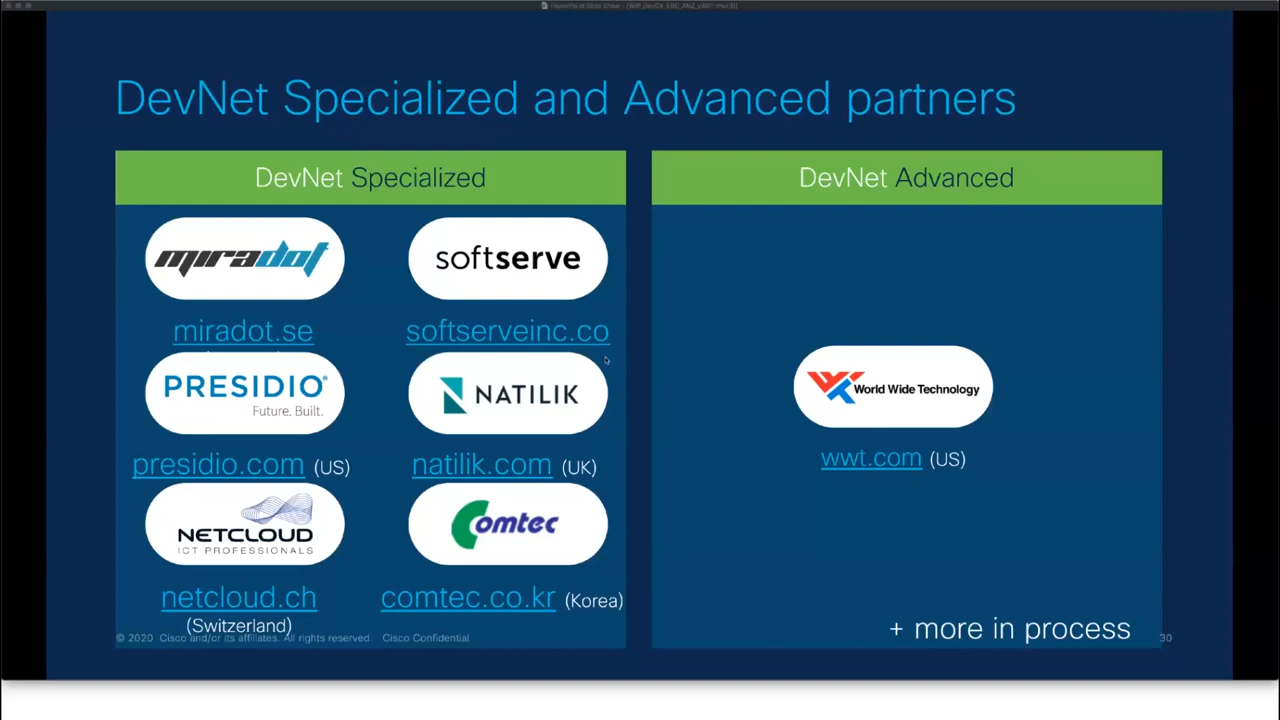 PowerPoint Slide Show
DevNet Specialized and Advanced partners
DevNet Specialized
miradot
softserve
miradot.se
softserveinc.co
PRESIDIO®
Future. Built.
NATILIK
presidio.com (US)
natilik.com (UK)
NETCLOUD
ICT PROFESSIONALS
Comtec
netcloud.ch
(Switzerland)
comtec.co.kr (Korea)
DevNet Advanced
World Wide Technology
wwt.com (US)
+ more in process
© 2020 Cisco and/or its affiliates. All rights reserved. Cisco Confidential
30